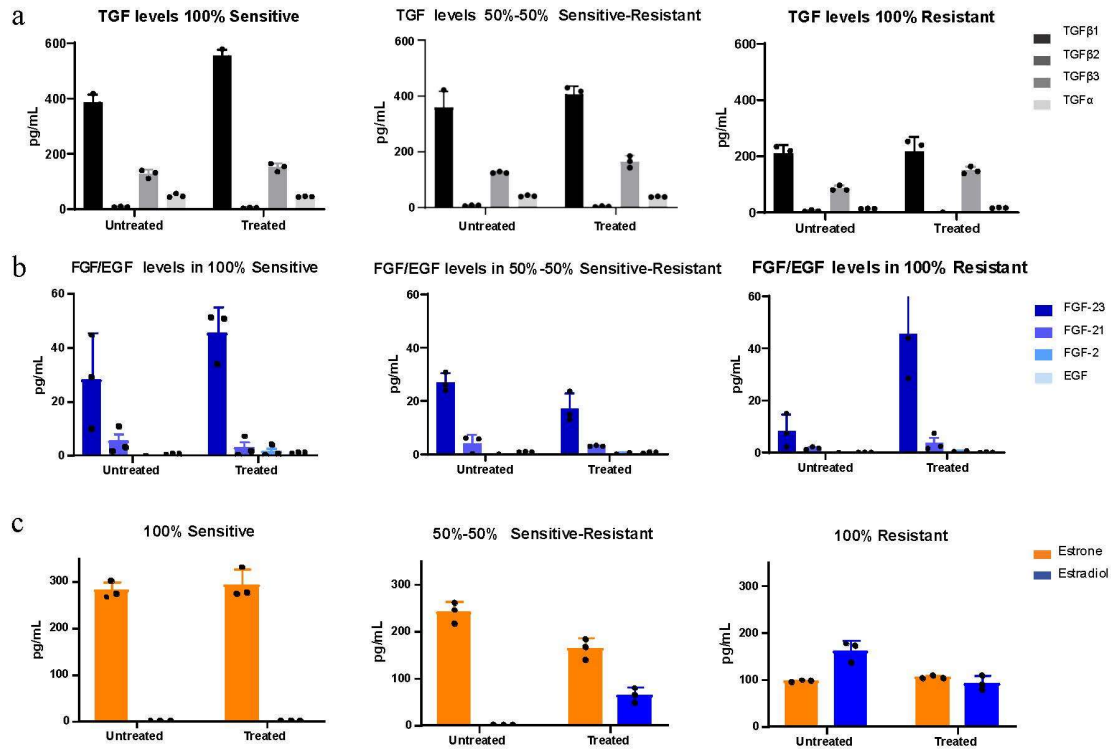 a
TGF levels 100% Sensitive
TGF levels 50%-50% Sensitive-Resistant
TGF levels 100% Resistant
pg/mL
600
400
200
0
Untreated
Treated
pg/mL
600
400
200
0
Untreated
Treated
pg/mL
600
400
200
0
Untreated
Treated
TGFβ1
TGFβ2
TGFβ3
TGFα
b
FGF/EGF levels in 100% Sensitive
FGF/EGF levels in 50%-50% Sensitive-Resistant
FGF/EGF levels in 100% Resistant
pg/mL
60
40
20
0
Untreated
Treated
pg/mL
60
40
20
0
Untreated
Treated
pg/mL
60
40
20
0
Untreated
Treated
FGF-23
FGF-21
FGF-2
EGF
c
100% Sensitive
50%-50% Sensitive-Resistant
100% Resistant
pg/mL
300
200
100
0
Untreated
Treated
pg/mL
300
200
100
0
Untreated
Treated
pg/mL
300
200
100
0
Untreated
Treated
Estrone
Estradiol